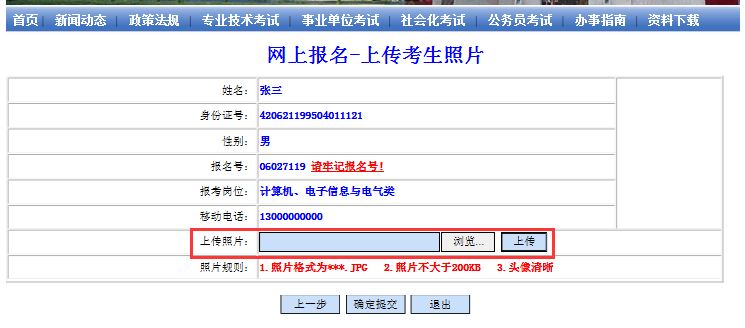 首页| 新闻动态 | 政策法规 | 专业技术考试 | 事业单位考试 | 社会化考试 | 公务员考试 | 办事指南 | 资料下载
网上报名-上传考生照片
姓名： 张三
身份证号： 420621199504011121
性别： 男
报名号： 06027119 请牢记报名号！
报考岗位： 计算机、电子信息与电气类
移动电话： 13000000000
上传照片： 浏览... 上传
照片规则： 1.照片格式为***.JPG 2.照片不大于200KB 3.头像清晰
上一步 确定提交 退出